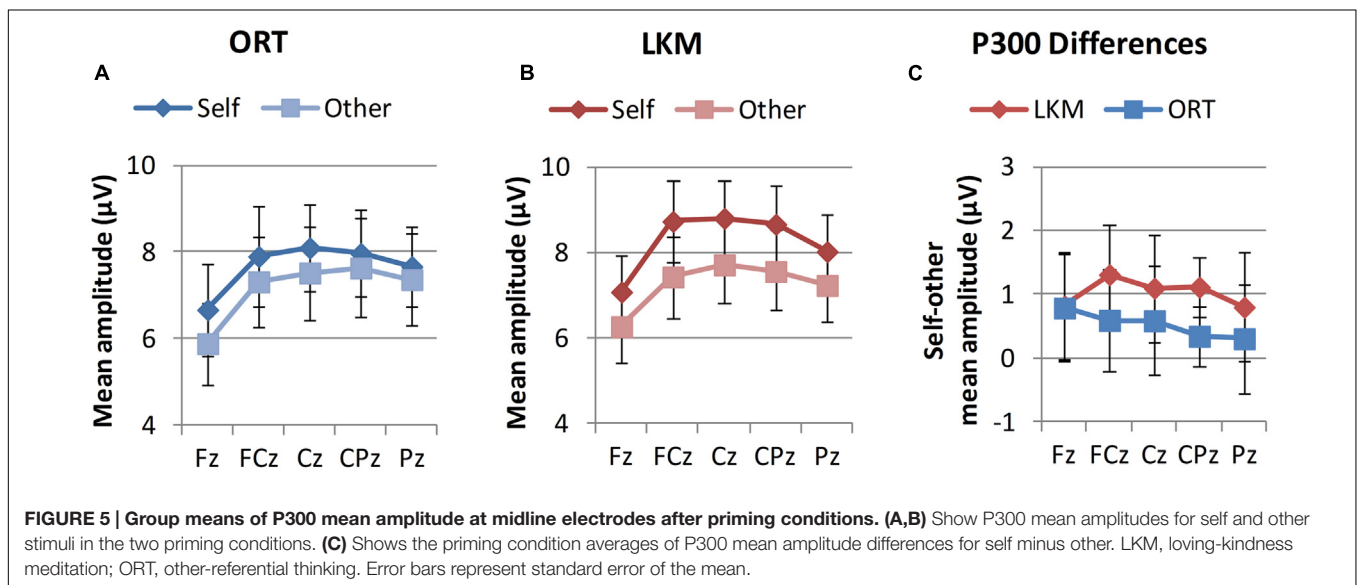 ORT
LKM
P300 Differences
A
B
C
Self
Other
Self
Other
LKM
ORT
Mean amplitude (µV)
10
8
6
4
Fz FCz Cz CPz Pz
Mean amplitude (µV)
10
8
6
4
Fz FCz Cz CPz Pz
Self-other
mean amplitude (µV)
3
2
1
0
-1
Fz FCz Cz CPz Pz
FIGURE 5 | Group means of P300 mean amplitude at midline electrodes after priming conditions. (A,B) Show P300 mean amplitudes for self and other
stimuli in the two priming conditions. (C) Shows the priming condition averages of P300 mean amplitude differences for self minus other. LKM, loving-kindness
meditation; ORT, other-referential thinking. Error bars represent standard error of the mean.